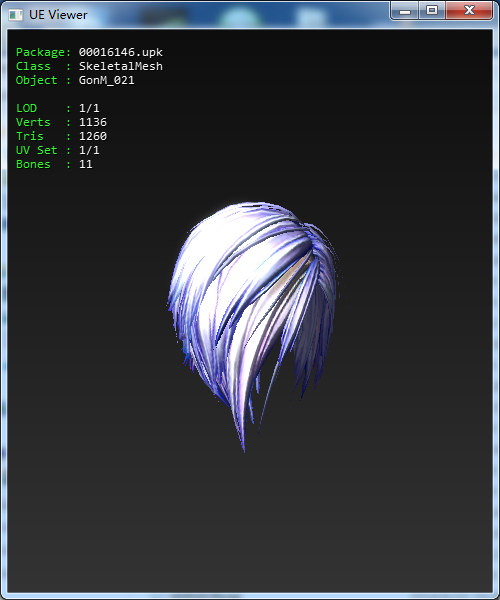 UE Viewer
Package: 00016146.upk
Class : SkeletalMesh
Object : GonM_021
LOD : 1/1
Verts : 1136
Tris : 1260
UV Set : 1/1
Bones : 11